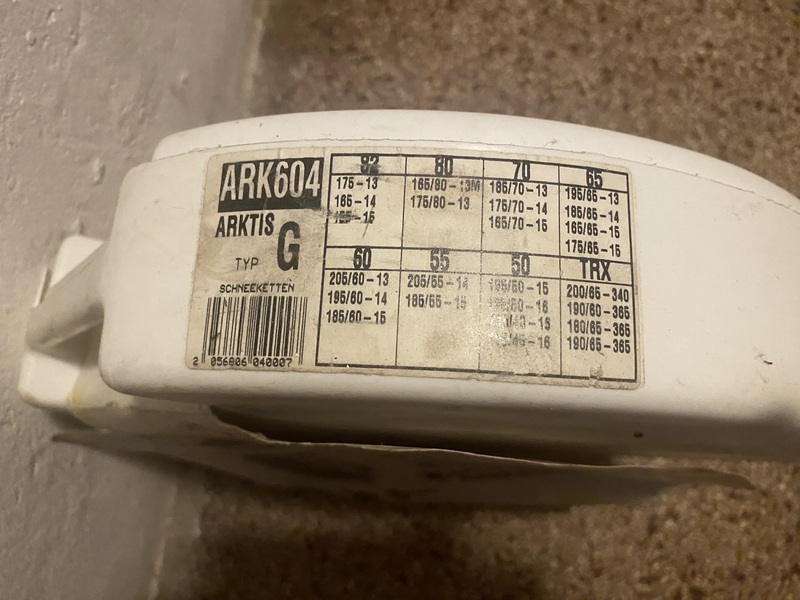 ARK604
ARKTIS
TYP G
SCHNEEKETTEN
2 056806 040007
82 80 70 65
175-13 165/80-13M 185/70-13 195/65-13
165-14 175/80-13 175/70-14 185/65-14
-15 165/70-15 165/65-15
175/65-15
60 55 50 TRX
205/60-13 205/55-14 195/50-15 200/65-340
195/60-14 185/55-15 190/60-365
185/60-15 180/65-365
190/65-365